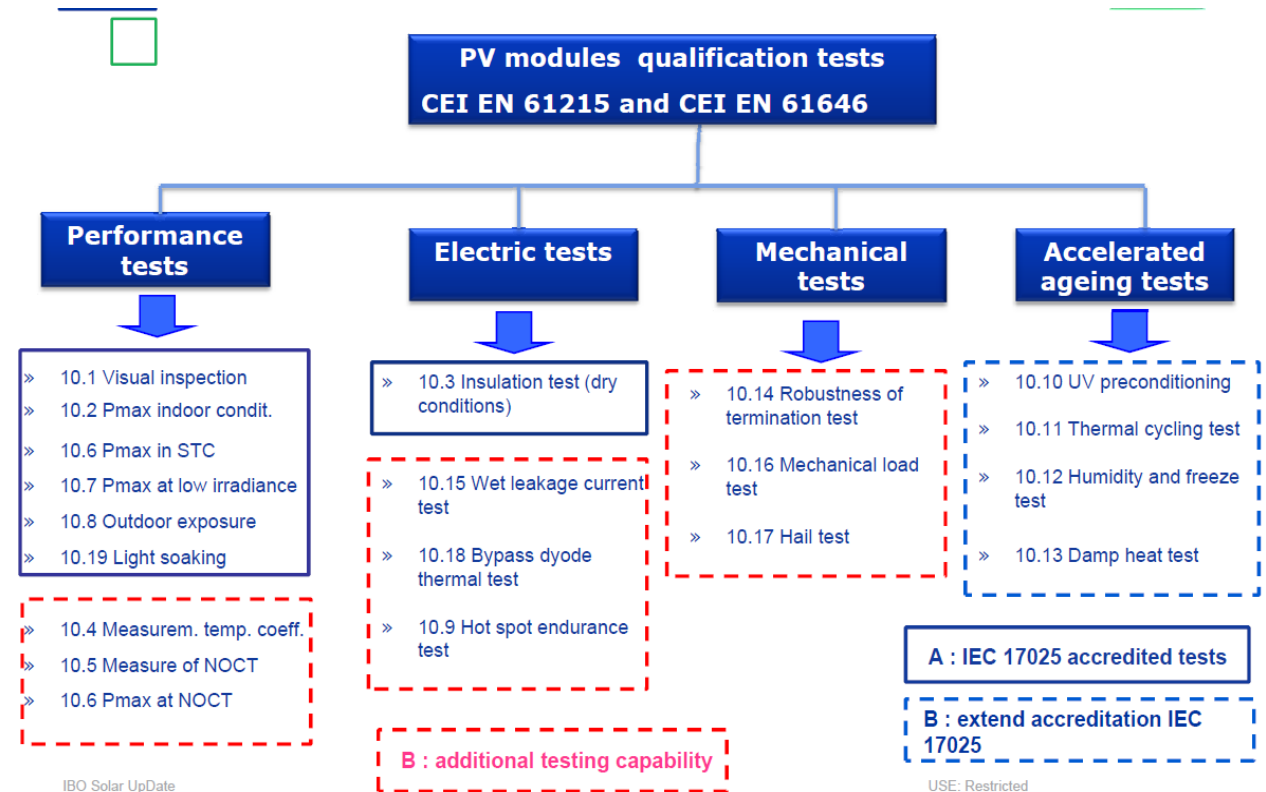 PV modules qualification tests
CEI EN 61215 and CEI EN 61646
Performance
tests
» 10.1 Visual inspection
» 10.2 Pmax indoor condit.
» 10.6 Pmax in STC
» 10.7 Pmax at low irradiance
» 10.8 Outdoor exposure
» 10.19 Light soaking
» 10.4 Measurem. temp. coeff.
» 10.5 Measure of NOCT
» 10.6 Pmax at NOCT
Electric tests
» 10.3 Insulation test (dry
conditions)
» 10.15 Wet leakage current
test
» 10.18 Bypass dyode
thermal test
» 10.9 Hot spot endurance
test
B : additional testing capability
Mechanical
tests
» 10.14 Robustness of
termination test
» 10.16 Mechanical load
test
» 10.17 Hail test
Accelerated
ageing tests
» 10.10 UV preconditioning
» 10.11 Thermal cycling test
» 10.12 Humidity and freeze
test
» 10.13 Damp heat test
A : IEC 17025 accredited tests
B : extend accreditation IEC
17025
IBO Solar UpDate
USE: Restricted